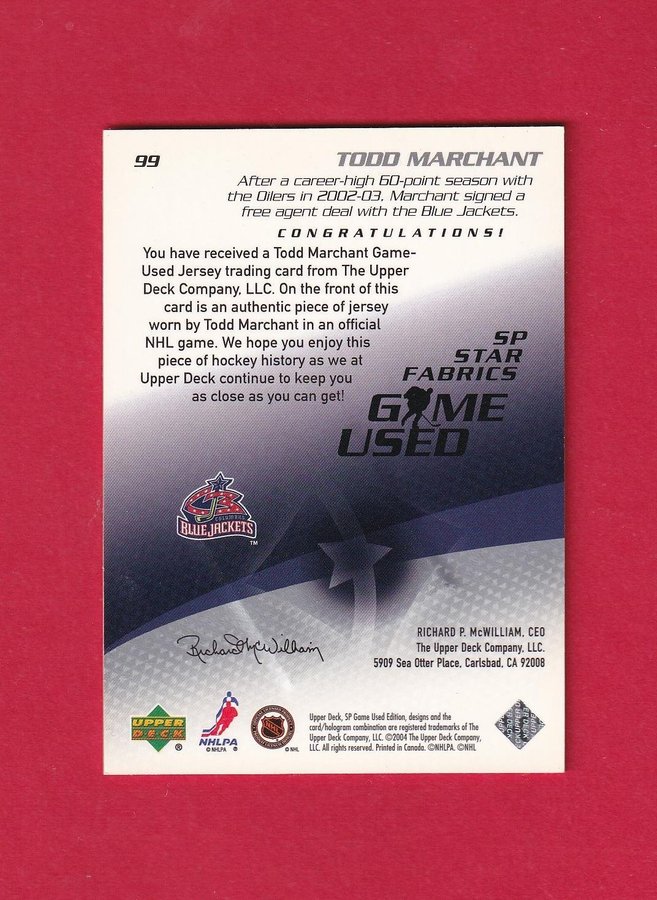 99
TODD MARCHANT
After a career-high 60-point season with
the Oilers in 2002-03, Marchant signed a
free agent deal with the Blue Jackets.
CONGRATULATIONS!
You have received a Todd Marchant Game-
Used Jersey trading card from The Upper
Deck Company, LLC. On the front of this
card is an authentic piece of jersey
worn by Todd Marchant in an official
NHL game. We hope you enjoy this
piece of hockey history as we at
Upper Deck continue to keep you
as close as you can get!
SP
STAR
FABRICS
GAME
USED
COLUMBUS
BLUE JACKETS
™
Richard McWilliam
RICHARD P. McWILLIAM, CEO
The Upper Deck Company, LLC.
5909 Sea Otter Place, Carlsbad, CA 92008
UPPER
DECK
®
NHLPA
©NHLPA
NHL
©NHL
Upper Deck, SP Game Used Edition, designs and the
card/hologram combination are registered trademarks of The
Upper Deck Company, LLC. ©2004 The Upper Deck Company,
LLC. All rights reserved. Printed in Canada. ©NHLPA. ©NHL